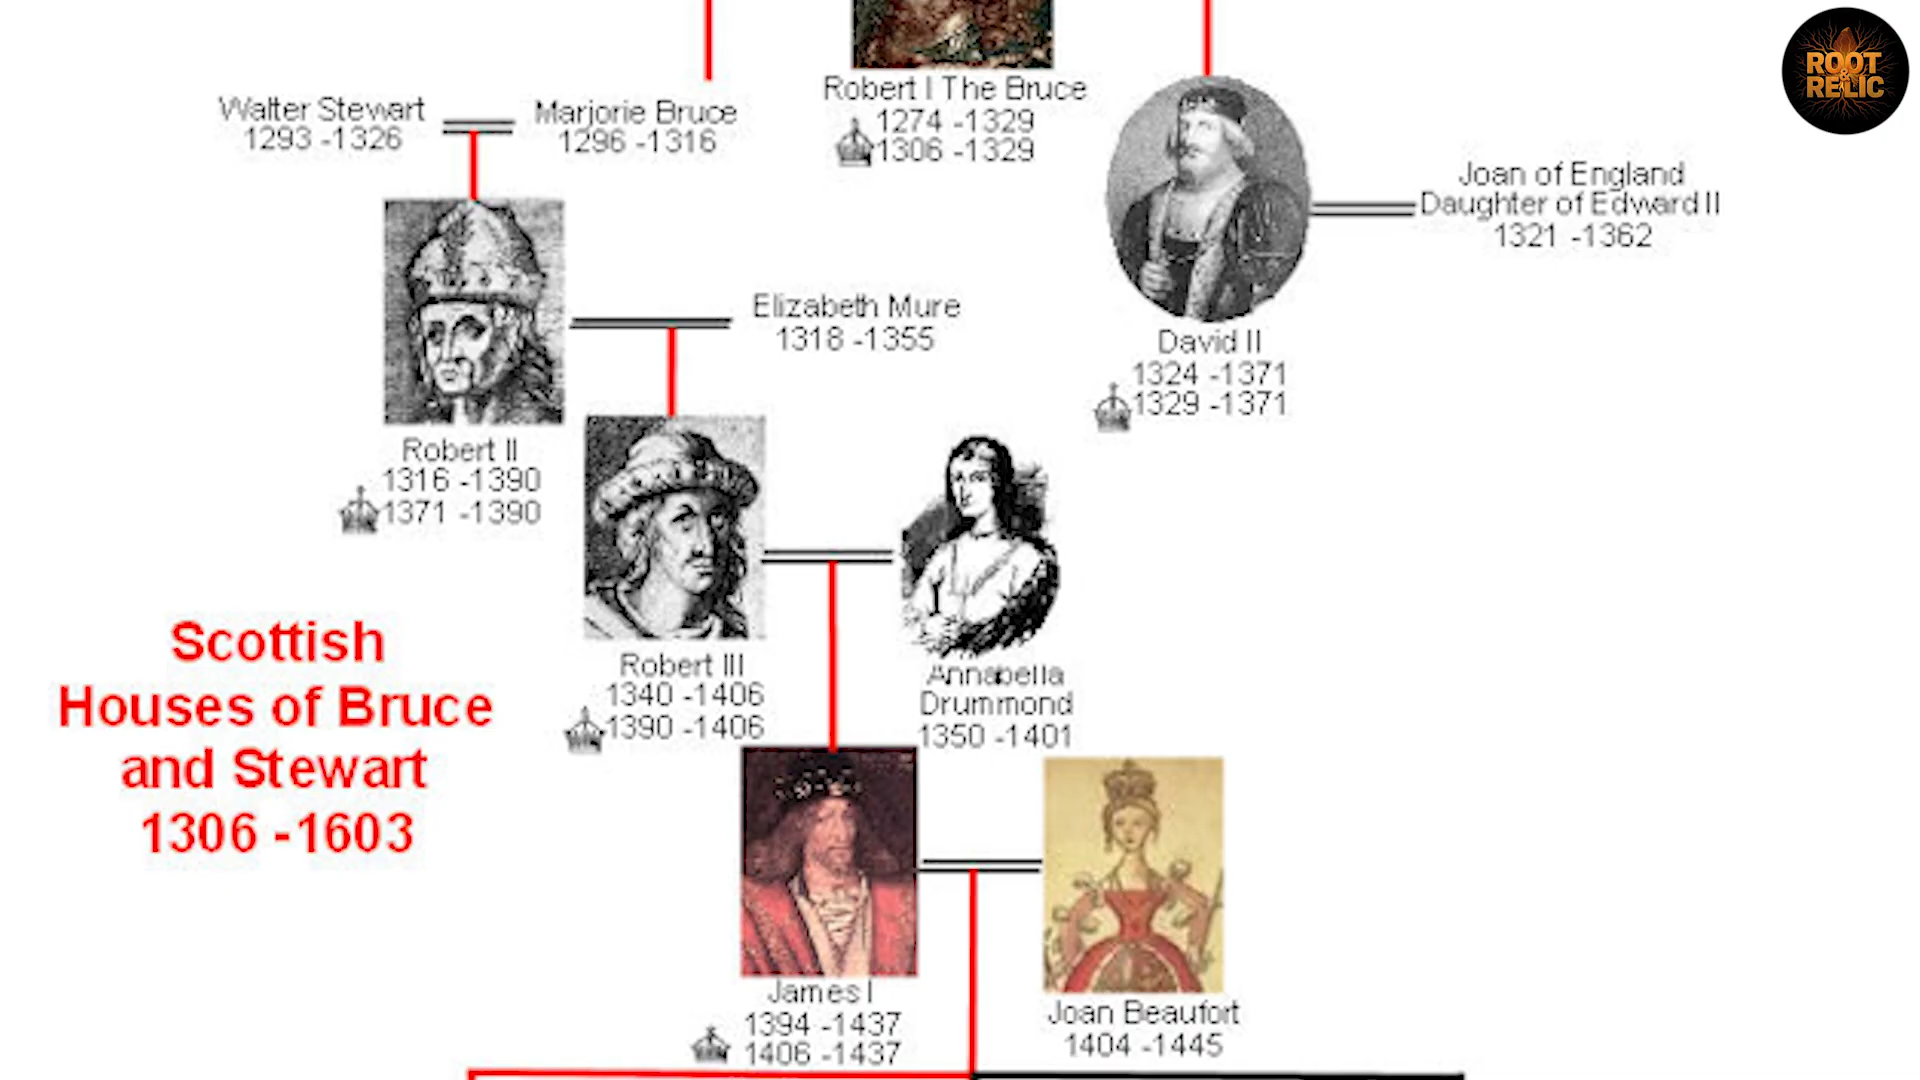 ROOT
&
RELIC
Robert I The Bruce
1274 -1329
1306 -1329
Walter Stewart
1293 -1326
Marjorie Bruce
1296 -1316
Joan of England
Daughter of Edward II
1321 -1362
Elizabeth Mure
1318 -1355
David II
1324 -1371
1329 -1371
Robert II
1316 -1390
1371 -1390
Scottish
Houses of Bruce
and Stewart
1306 -1603
Robert III
1340 -1406
1390 -1406
Annabella
Drummond
1350 -1401
James I
1394 -1437
1406 -1437
Joan Beaufort
1404 -1445